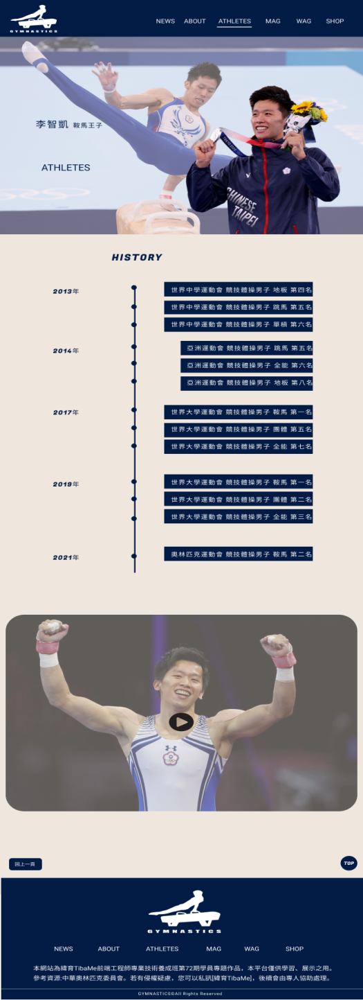 GYMNASTICS
NEWS ABOUT ATHLETES MAG WAG SHOP
李智凱 鞍馬王子
ATHLETES
CHINESE
TAIPEI
HISTORY
2013年
世界中學運動會 競技體操男子 地板 第四名
世界中學運動會 競技體操男子 跳馬 第五名
世界中學運動會 競技體操男子 單槓 第六名
2014年
亞洲運動會 競技體操男子 跳馬 第五名
亞洲運動會 競技體操男子 全能 第六名
亞洲運動會 競技體操男子 地板 第八名
2017年
世界大學運動會 競技體操男子 鞍馬 第一名
世界大學運動會 競技體操男子 團體 第五名
世界大學運動會 競技體操男子 全能 第七名
2019年
世界大學運動會 競技體操男子 鞍馬 第一名
世界大學運動會 競技體操男子 團體 第二名
世界大學運動會 競技體操男子 全能 第三名
2021年
奧林匹克運動會 競技體操男子 鞍馬 第二名
回上一頁
TOP
GYMNASTICS
NEWS ABOUT ATHLETES MAG WAG SHOP
本網站為緯育TibaMe前端工程師專業技術養成班第72期學員專題作品，本平台僅供學習、展示之用。
參考資源:中華奧林匹克委員會。若有侵權疑慮，您可以私訊[緯育TibaMe]，後續會由專人協助處理。
GYMNASTICS©All Rights Reserved